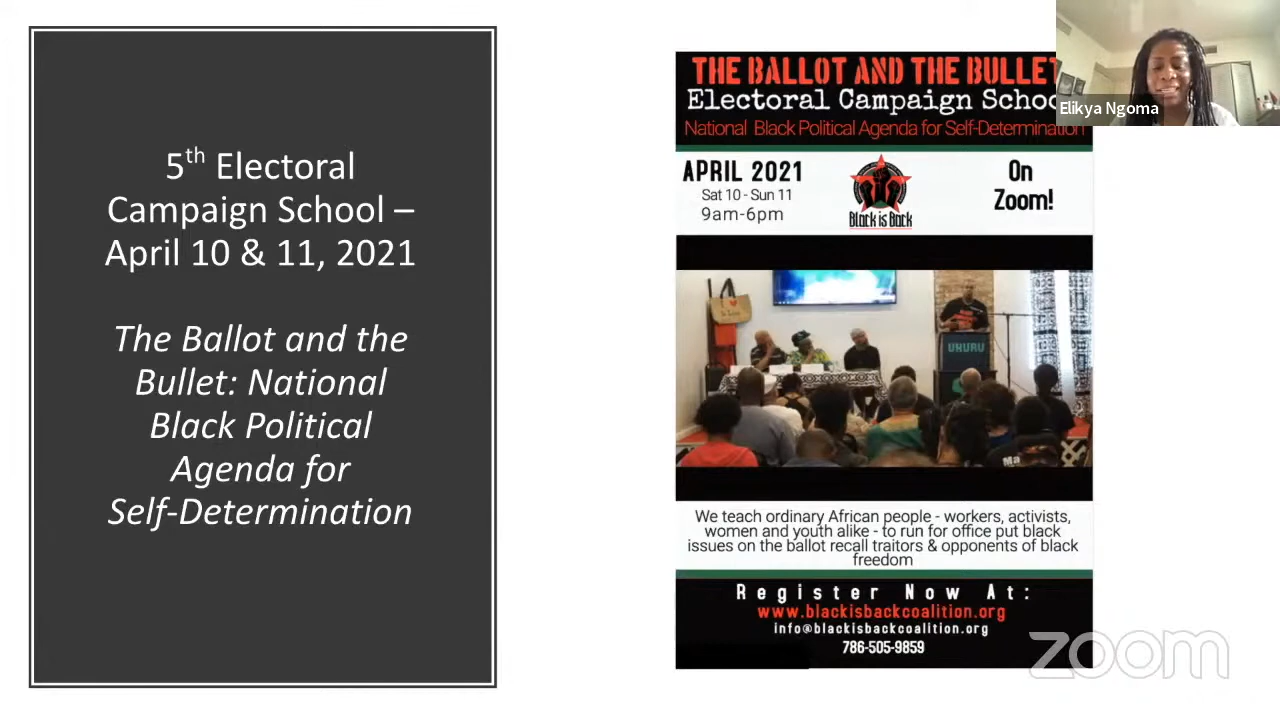 5th Electoral
Campaign School –
April 10 & 11, 2021
The Ballot and the
Bullet: National
Black Political
Agenda for
Self-Determination
THE BALLOT AND THE BULLET
Electoral Campaign Schoo
National Black Political Agenda for Self-Determination
APRIL 2021
Sat 10 - Sun 11
9am-6pm
Black is Back
On
Zoom!
UHURU
We teach ordinary African people - workers, activists,
women and youth alike - to run for office put black
issues on the ballot recall traitors & opponents of black
freedom
Register Now At:
www.blackisbackcoalition.org
info@blackisbackcoalition.org
786-505-9859
Elikya Ngoma
zoom